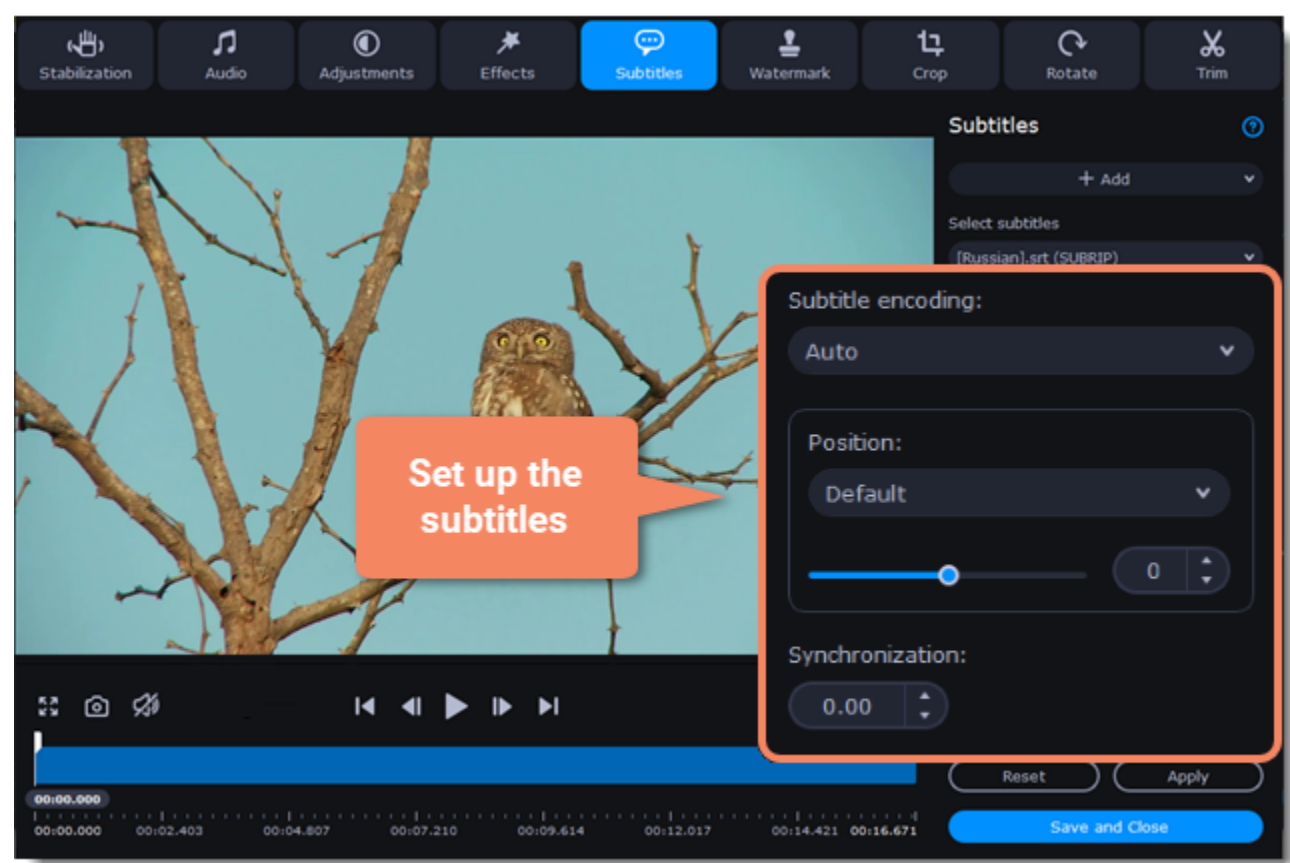 Stabilization
Audio
Adjustments
Effects
Subtitles
Watermark
Crop
Rotate
Trim
Subtitles
?
+ Add
Select subtitles
[Russian].srt (SUBRIP)
Subtitle encoding:
Auto
Position:
Default
0
Set up the
subtitles
Synchronization:
0.00
Reset
Apply
00:00.000
00:00.000 00:02.403 00:04.807 00:07.210 00:09.614 00:12.017 00:14.421 00:16.671
Save and Close